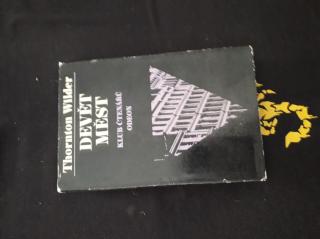 Thornton Wilder
DEVĚT
MĚST
KLUB ČTENÁŘŮ
ODEON